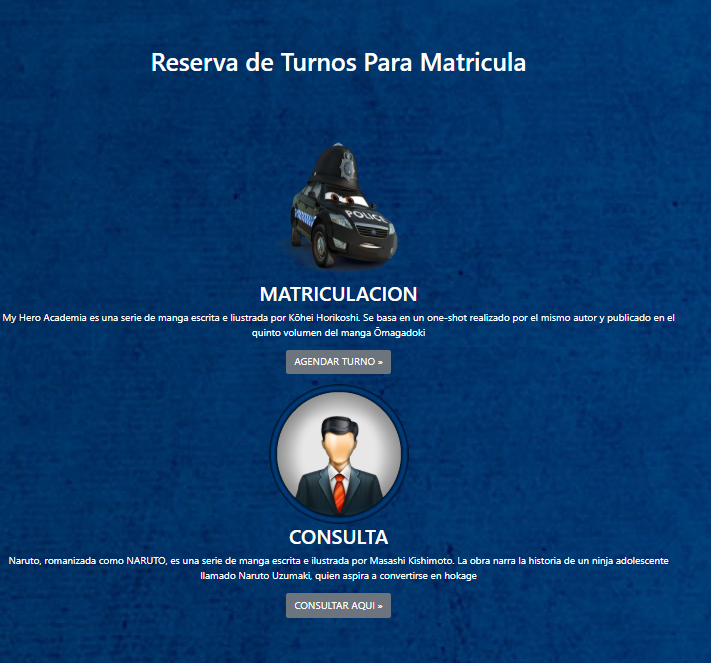 Reserva de Turnos Para Matricula
POLICE
MATRICULACION
My Hero Academia es una serie de manga escrita e liustrada por Kōhei Horikoshi. Se basa en un one-shot realizado por el mismo autor y publicado en el
quinto volumen del manga Ōmagadoki
AGENDAR TURNO »
CONSULTA
Naruto, romanizada como NARUTO, es una serie de manga escrita e ilustrada por Masashi Kishimoto. La obra narra la historia de un ninja adolescente
llamado Naruto Uzumaki, quien aspira a convertirse en hokage
CONSULTAR AQUI »